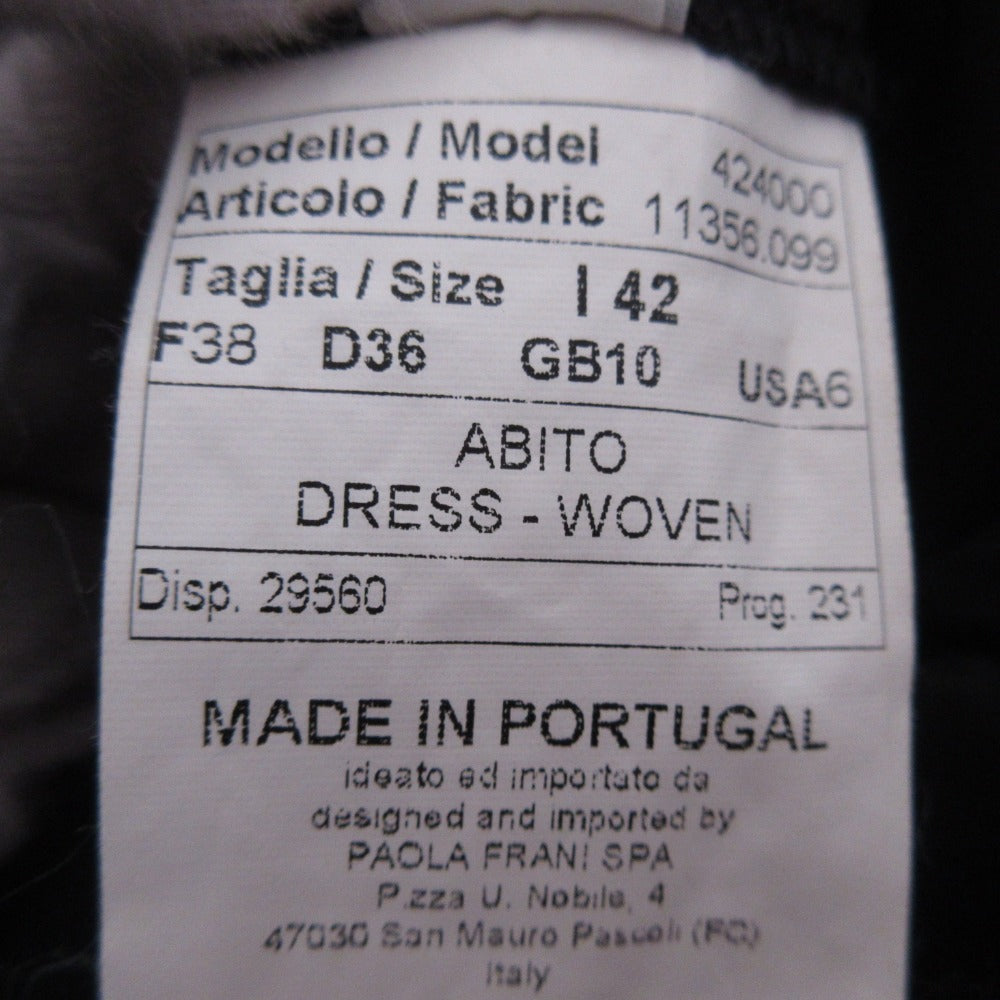 Modello / Model 424000
Articolo / Fabric 11356.099
Taglia / Size I 42
F38 D36 GB10 USA6
ABITO
DRESS - WOVEN
Disp. 29560 Prog. 231
MADE IN PORTUGAL
ideato ed importato da
designed and imported by
PAOLA FRANI SPA
P.zza U. Nobile, 4
47030 San Mauro Pascoli (FC)
Italy